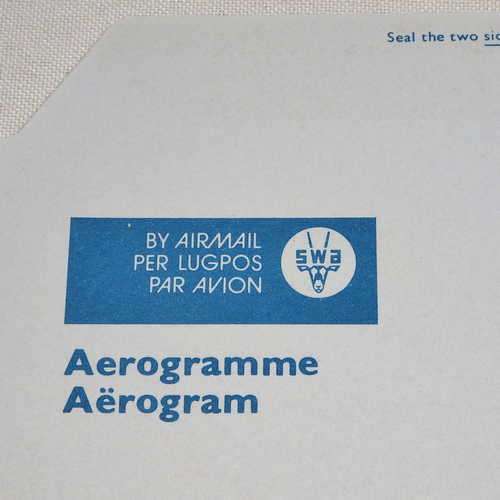 Seal the two
BY AIRMAIL
PER LUGPOS
PAR AVION
swa
Aerogramme
Aërogram